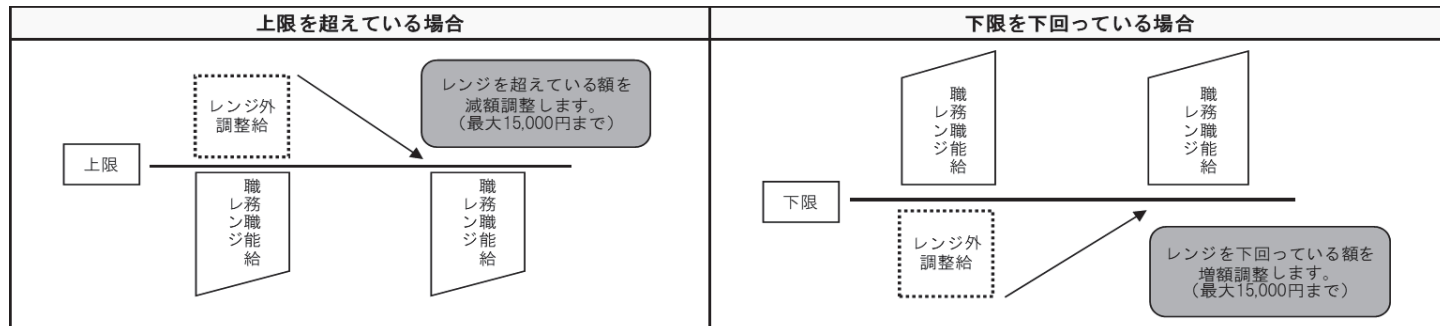 上限を超えている場合
レンジ外
調整給
レンジを超えている額を
減額調整します。
（最大15,000円まで）
上限
職務職能給
レンジ
職務職能給
レンジ
下限を下回っている場合
職務職能給
レンジ
職務職能給
レンジ
下限
レンジ外
調整給
レンジを下回っている額を
増額調整します。
（最大15,000円まで）